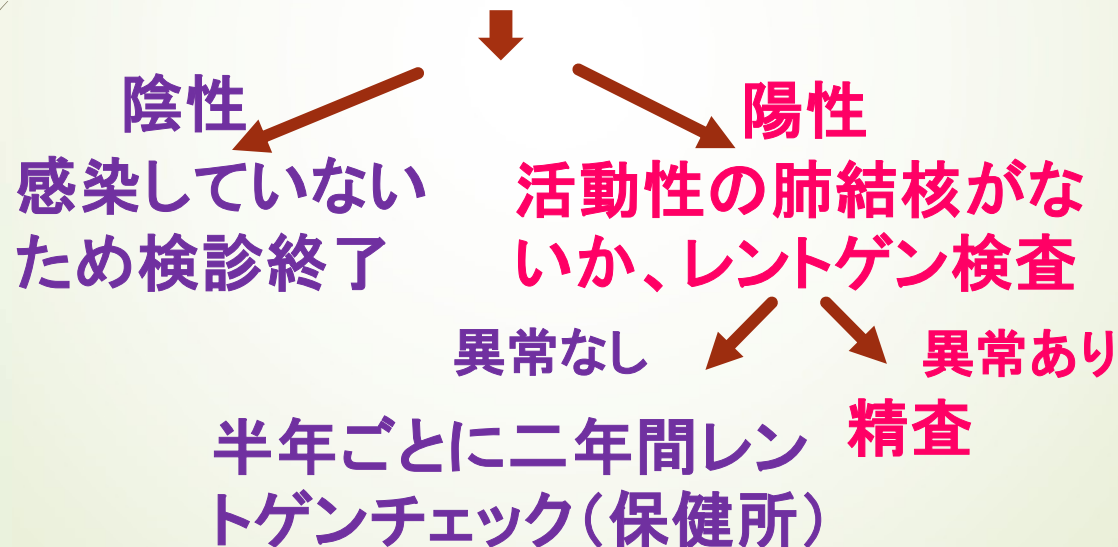 陰性
陽性
感染していない
ため検診終了
活動性の肺結核がな
いか、レントゲン検査
異常なし
異常あり
精査
半年ごとに二年間レン
トゲンチェック(保健所)